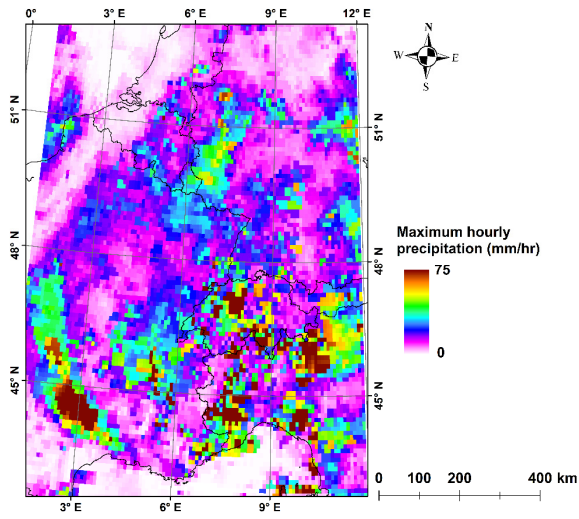 0° 3° E 6° E 9° E 12° E
N
W E
S
51° N 51° N
48° N 48° N
Maximum hourly
precipitation (mm/hr)
75
0
45° N 45° N
3° E 6° E 9° E
0 100 200 400 km